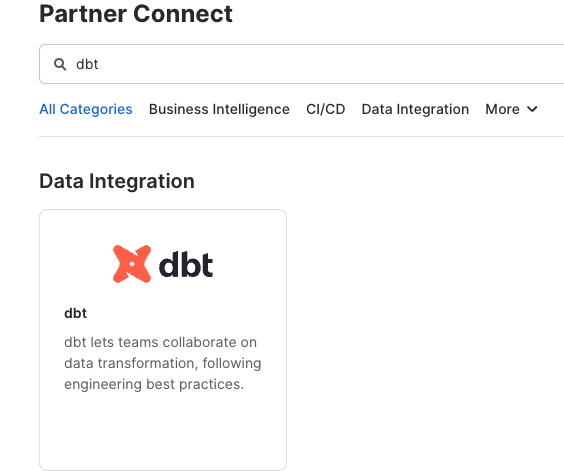 Partner Connect
dbt
All Categories Business Intelligence CI/CD Data Integration More
Data Integration
dbt
dbt
dbt lets teams collaborate on
data transformation, following
engineering best practices.